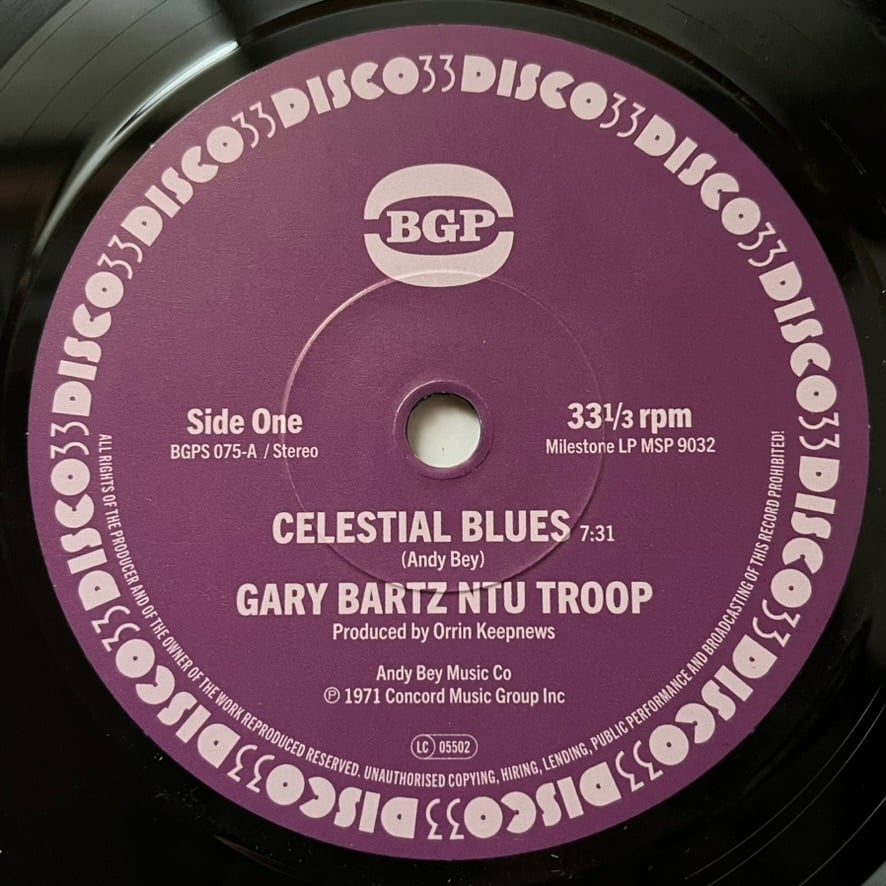 DISCO33DISCO33DISCO33DISCO33DISCO33DISCO33DISCO33DISCO33DISCO33DISCO33DISCO33DISCO33DISCO33
BGP
Side One
BGPS 075-A / Stereo
33 1/3 rpm
Milestone LP MSP 9032
CELESTIAL BLUES 7:31
(Andy Bey)
GARY BARTZ NTU TROOP
Produced by Orrin Keepnews
Andy Bey Music Co
℗ 1971 Concord Music Group Inc
LC 05502
ALL RIGHTS OF THE PRODUCER AND OF THE OWNER OF THE WORK REPRODUCED RESERVED. UNAUTHORISED COPYING, HIRING, LENDING, PUBLIC PERFORMANCE AND BROADCASTING OF THIS RECORD PROHIBITED!